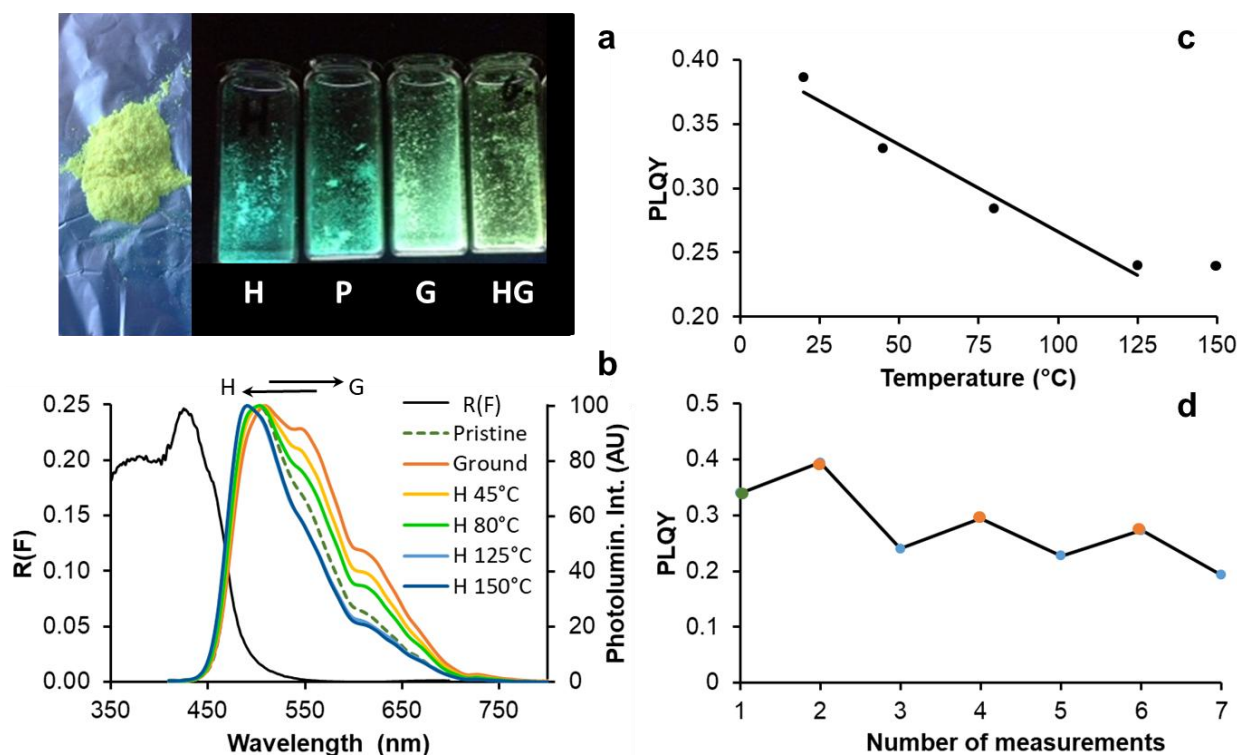 a
H
H P G HG
c
PLQY
0.40
0.35
0.30
0.25
0.20
0 25 50 75 100 125 150
Temperature (°C)
b
H G
R(F)
0.25
0.20
0.15
0.10
0.05
0.00
R(F)
Pristine
Ground
H 45°C
H 80°C
H 125°C
H 150°C
100
80
60
40
20
0
Photolumin. Int. (AU)
350 450 550 650 750
Wavelength (nm)
d
PLQY
0.5
0.4
0.3
0.2
0.1
0
1 2 3 4 5 6 7
Number of measurements